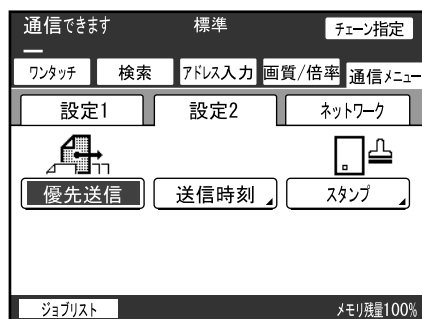 通信できます 標準 チェーン指定
ワンタッチ 検索 アドレス入力 画質/倍率 通信メニュー
設定1 設定2 ネットワーク
優先送信 送信時刻 スタンプ
ジョブリスト メモリ残量100%